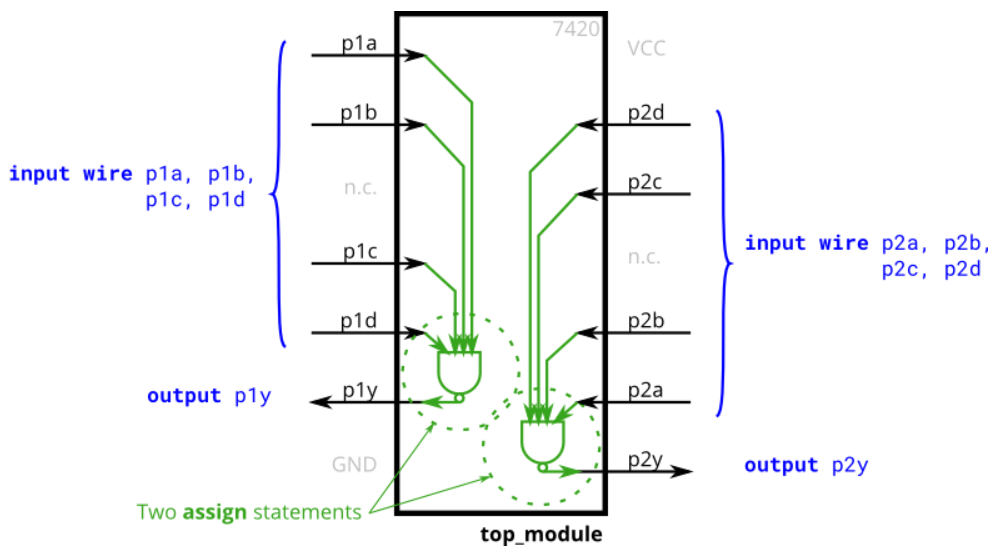 7420
p1a
VCC
p1b
p2d
input wire p1a, p1b,
p1c, p1d
n.c.
p2c
p1c
n.c.
input wire p2a, p2b,
p2c, p2d
p1d
p2b
output p1y
p1y
p2a
GND
p2y
output p2y
Two assign statements
top_module